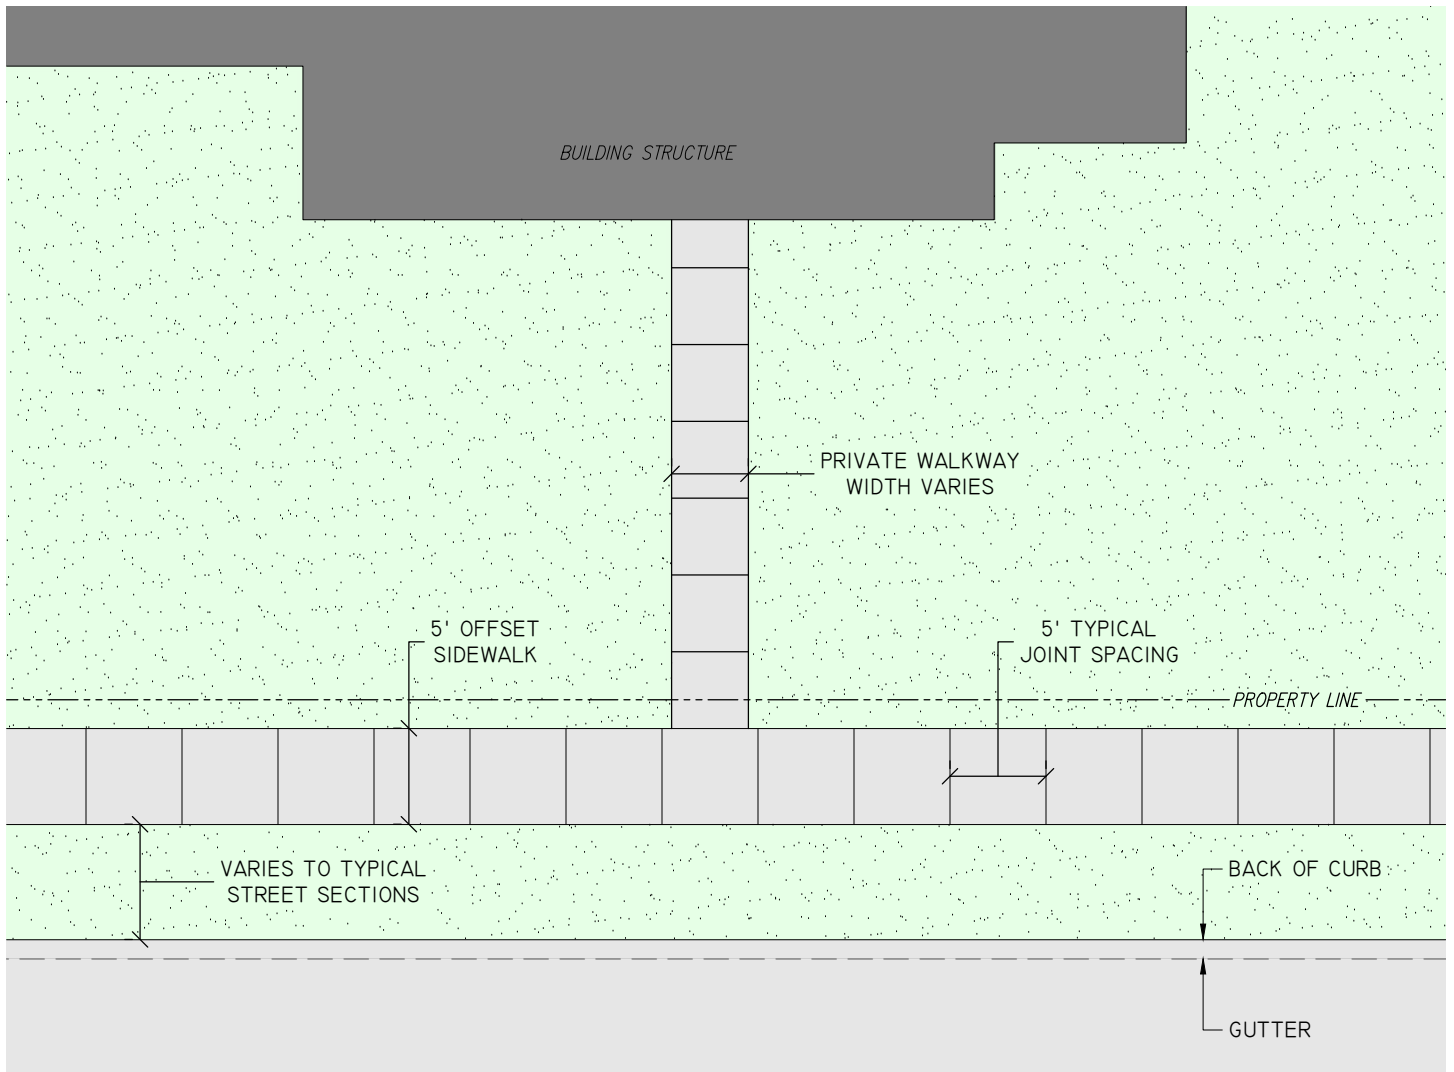 BUILDING STRUCTURE
PRIVATE WALKWAY
WIDTH VARIES
5' OFFSET
SIDEWALK
5' TYPICAL
JOINT SPACING
PROPERTY LINE
VARIES TO TYPICAL
STREET SECTIONS
BACK OF CURB
GUTTER